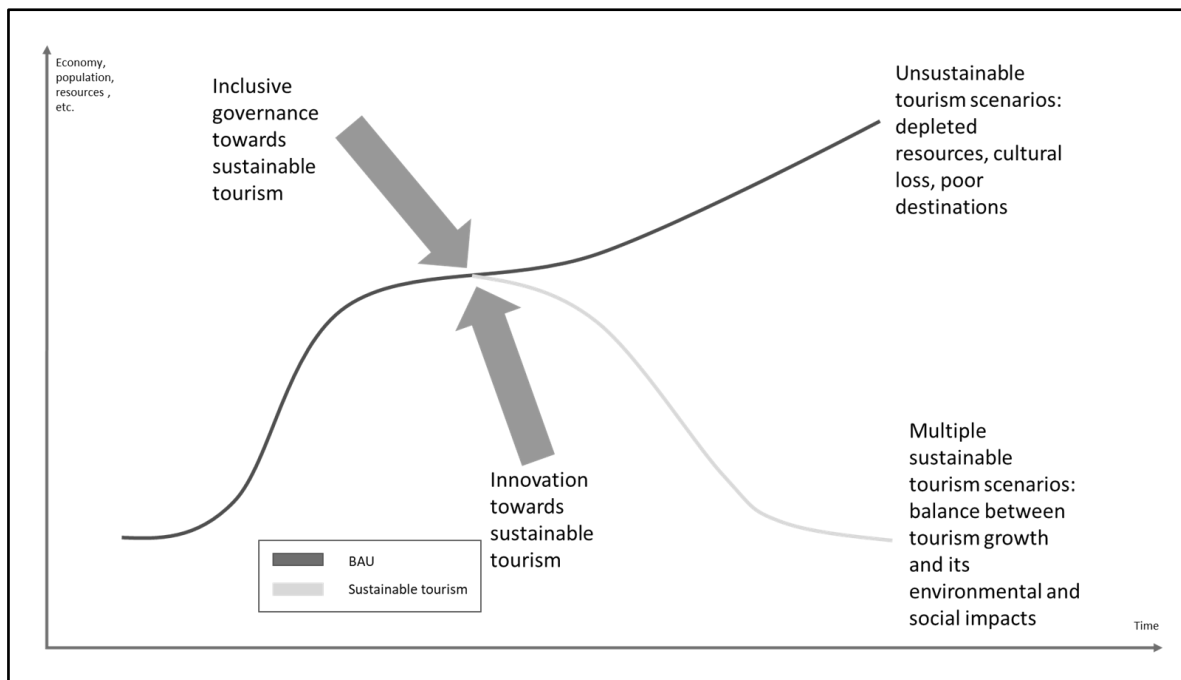 Economy,
population,
resources ,
etc.
Inclusive
governance
towards
sustainable
tourism
Unsustainable
tourism scenarios:
depleted
resources, cultural
loss, poor
destinations
Innovation
towards
sustainable
tourism
Multiple
sustainable
tourism scenarios:
balance between
tourism growth
and its
environmental and
social impacts
BAU
Sustainable tourism
Time